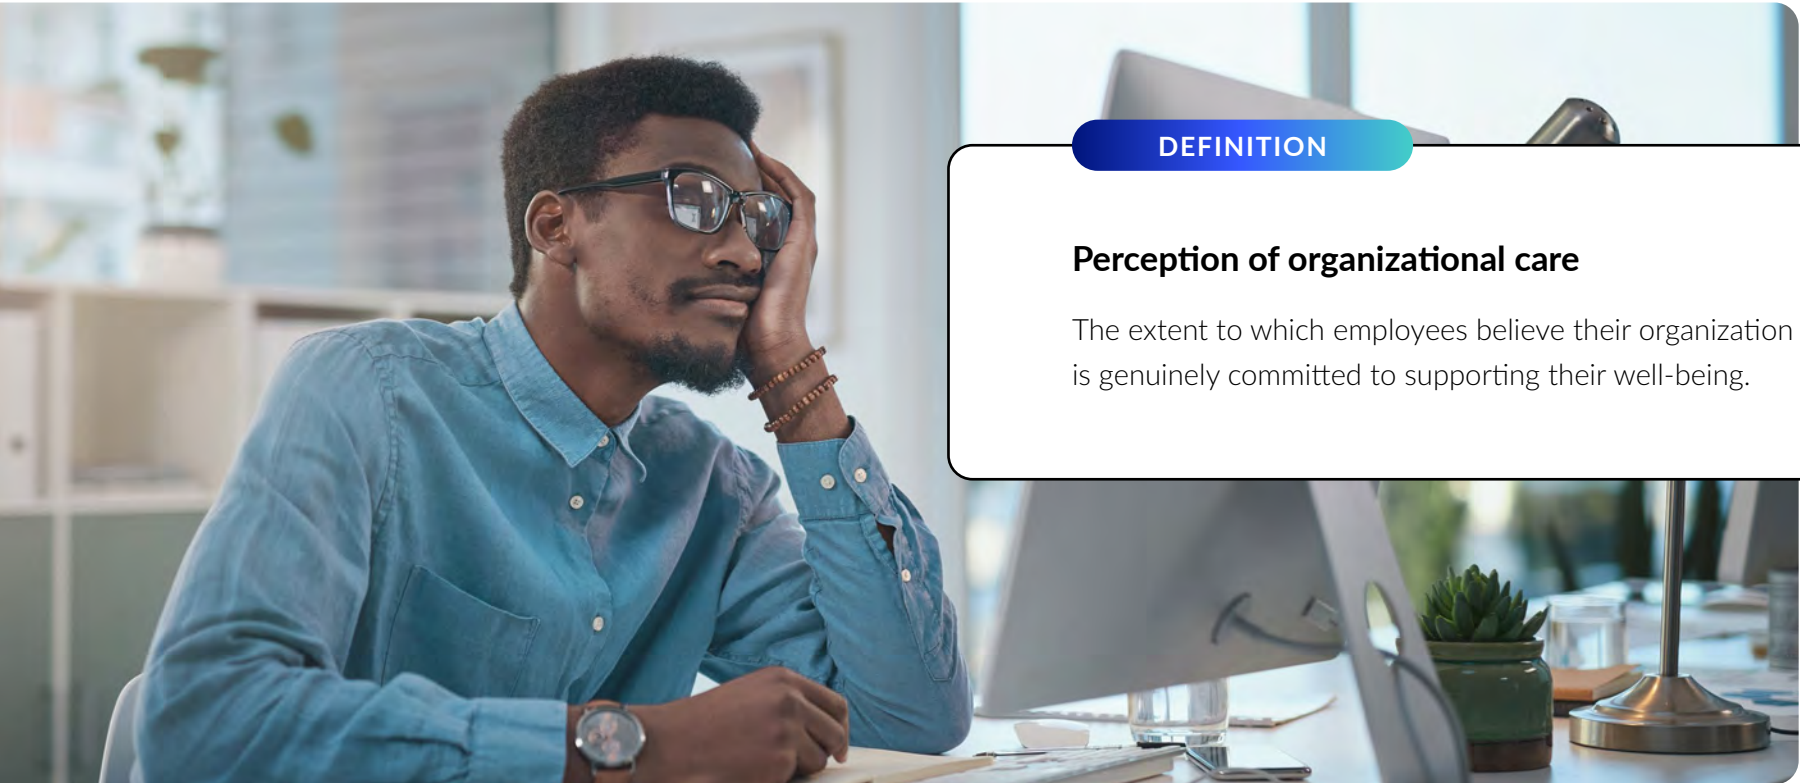 DEFINITION
Perception of organizational care
The extent to which employees believe their organization
is genuinely committed to supporting their well-being.